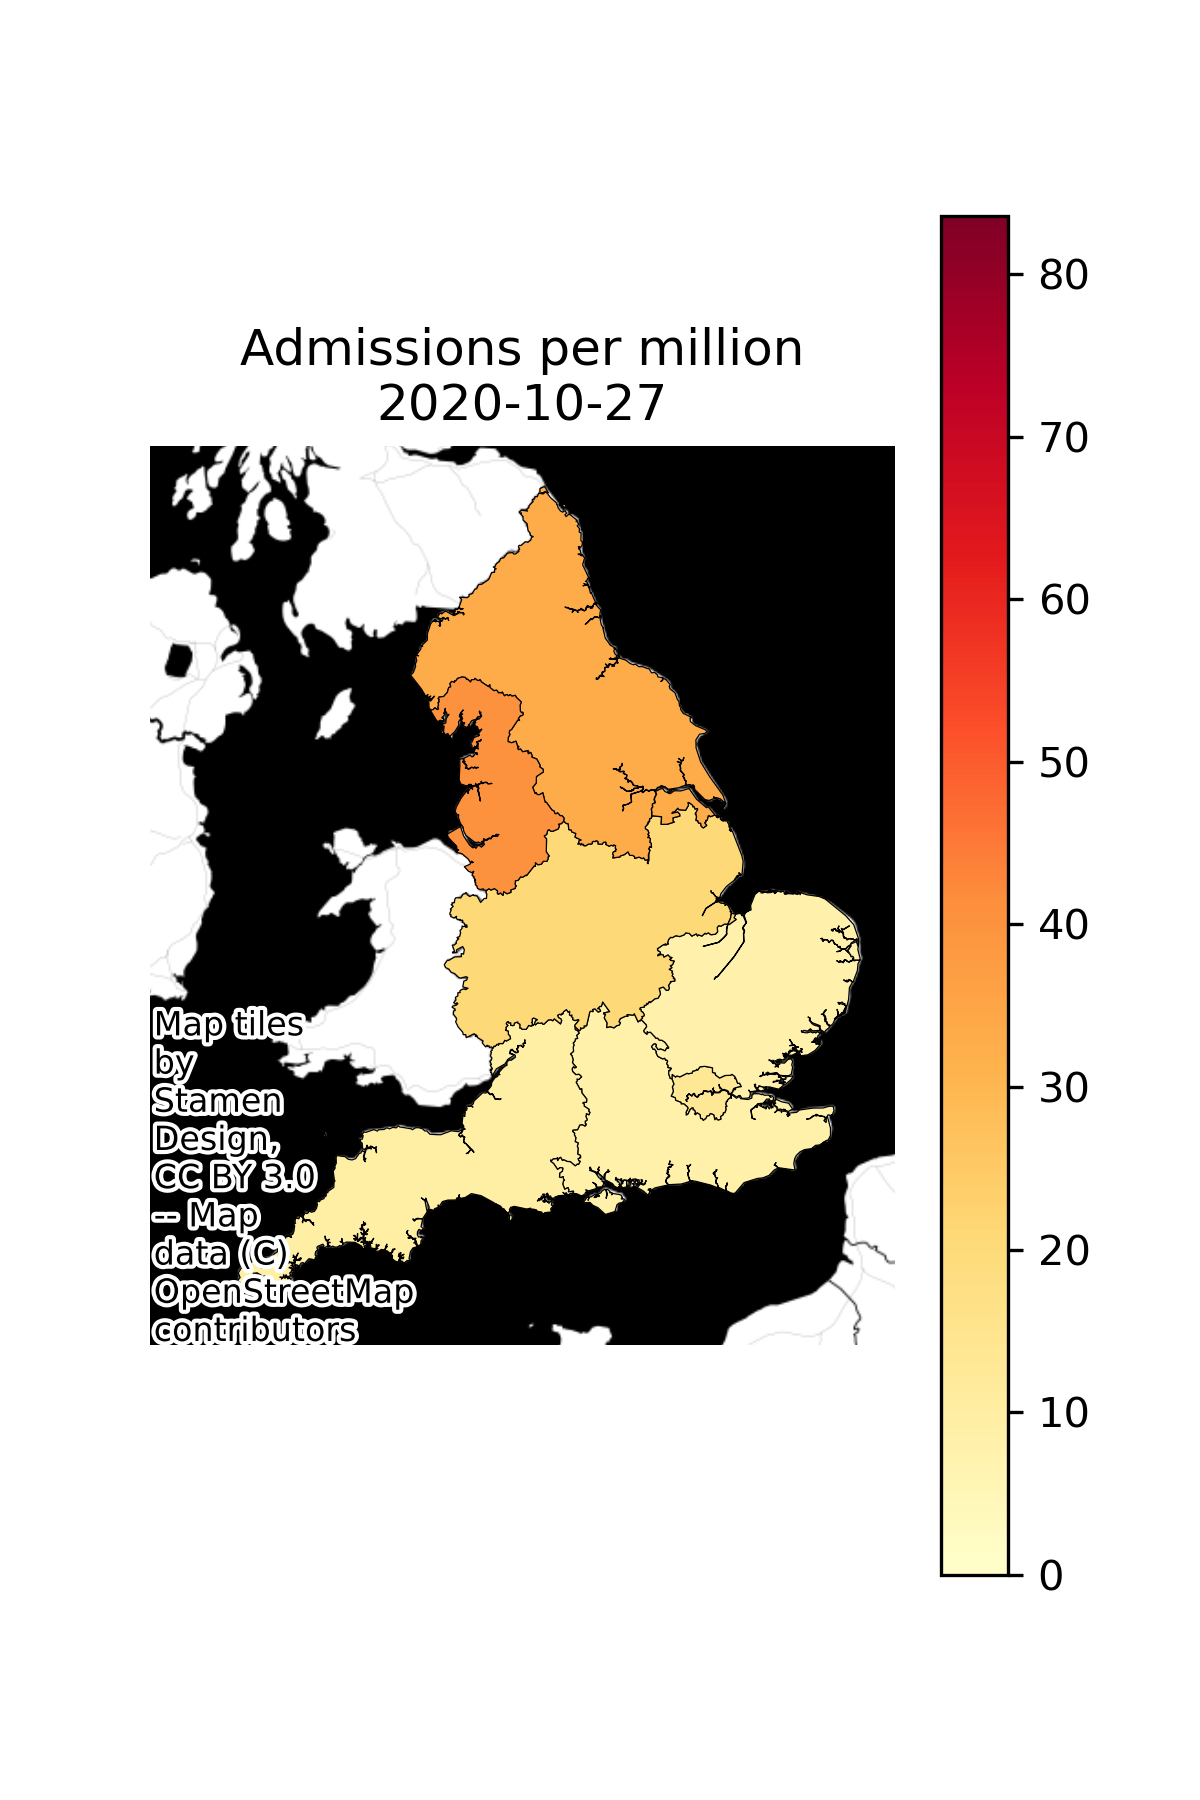 Admissions per million
2020-10-27
80
70
60
50
40
30
20
10
0
Map tiles
by
Stamen
Design,
CC BY 3.0
-- Map
data (C)
OpenStreetMap
contributors